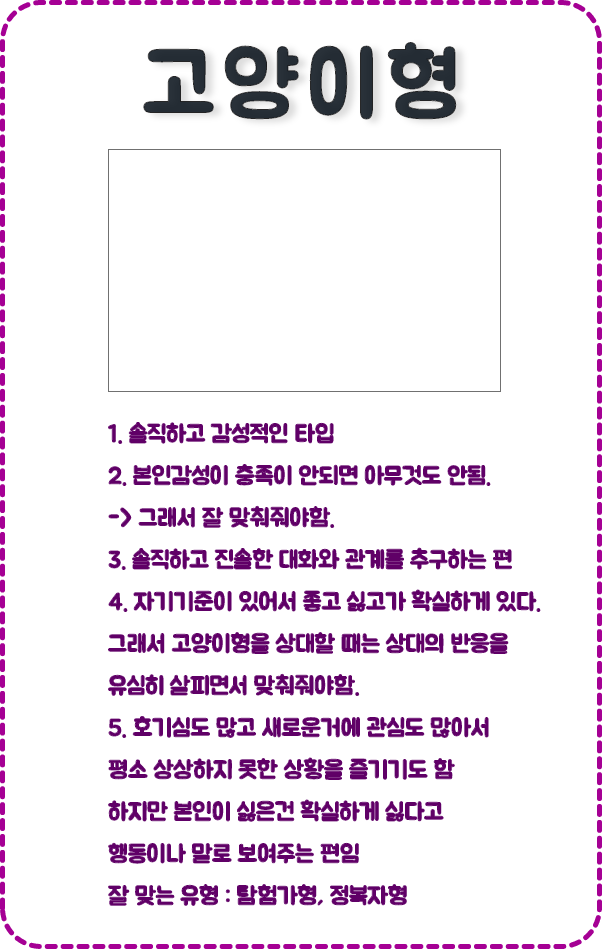 고양이형
1. 솔직하고 감성적인 타입
2. 본인감성이 충족이 안되면 아무것도 안됨.
-> 그래서 잘 맞춰줘야함.
3. 솔직하고 진솔한 대화와 관계를 추구하는 편
4. 자기기준이 있어서 좋고 싫고가 확실하게 있다.
그래서 고양이형을 상대할 때는 상대의 반응을
유심히 살피면서 맞춰줘야함.
5. 호기심도 많고 새로운거에 관심도 많아서
평소 상상하지 못한 상황을 즐기기도 함
하지만 본인이 싫은건 확실하게 싫다고
행동이나 말로 보여주는 편임
잘 맞는 유형 : 탐험가형, 정복자형